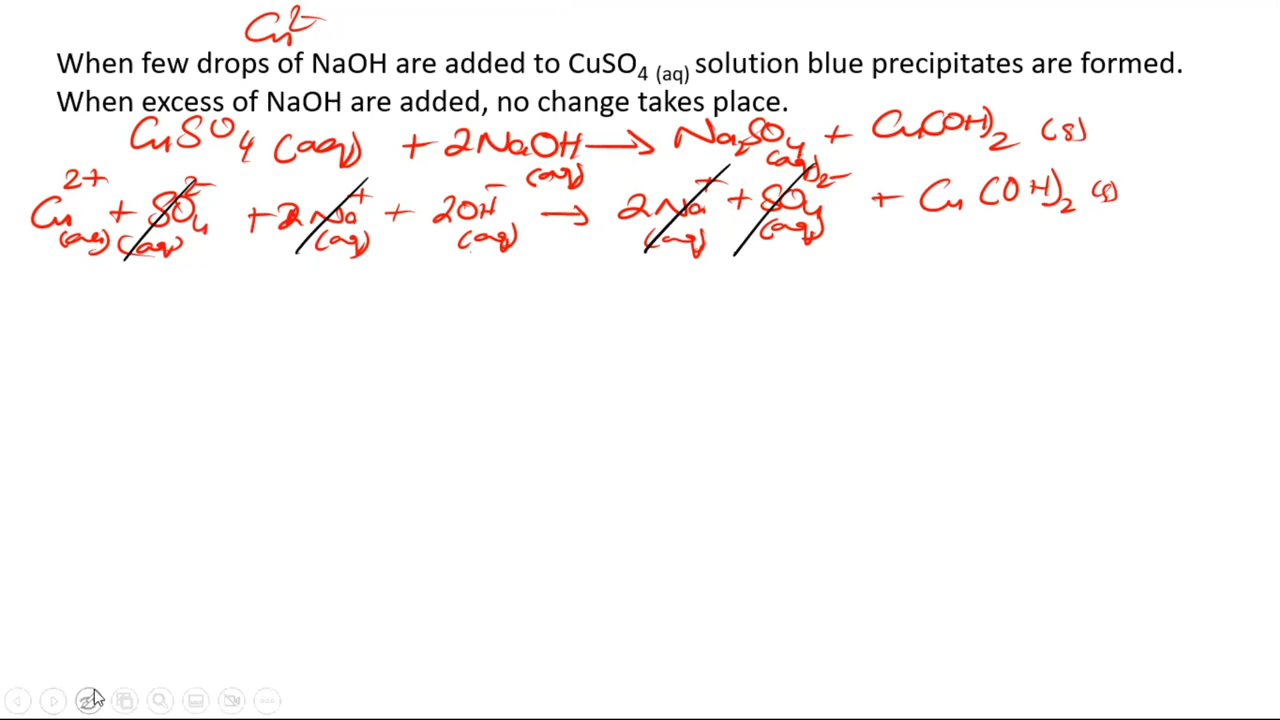 Cu²⁻
When few drops of NaOH are added to CuSO₄ (aq) solution blue precipitates are formed.
When excess of NaOH are added, no change takes place.
CuSO₄ (aq) + 2NaOH (aq) → Na₂SO₄ (aq) + Cu(OH)₂ (s)
Cu²⁺ (aq) + SO₄²⁻ (aq) + 2Na⁺ (aq) + 2OH⁻ (aq) → 2Na⁺ (aq) + SO₄²⁻ (aq) + Cu(OH)₂ (s)